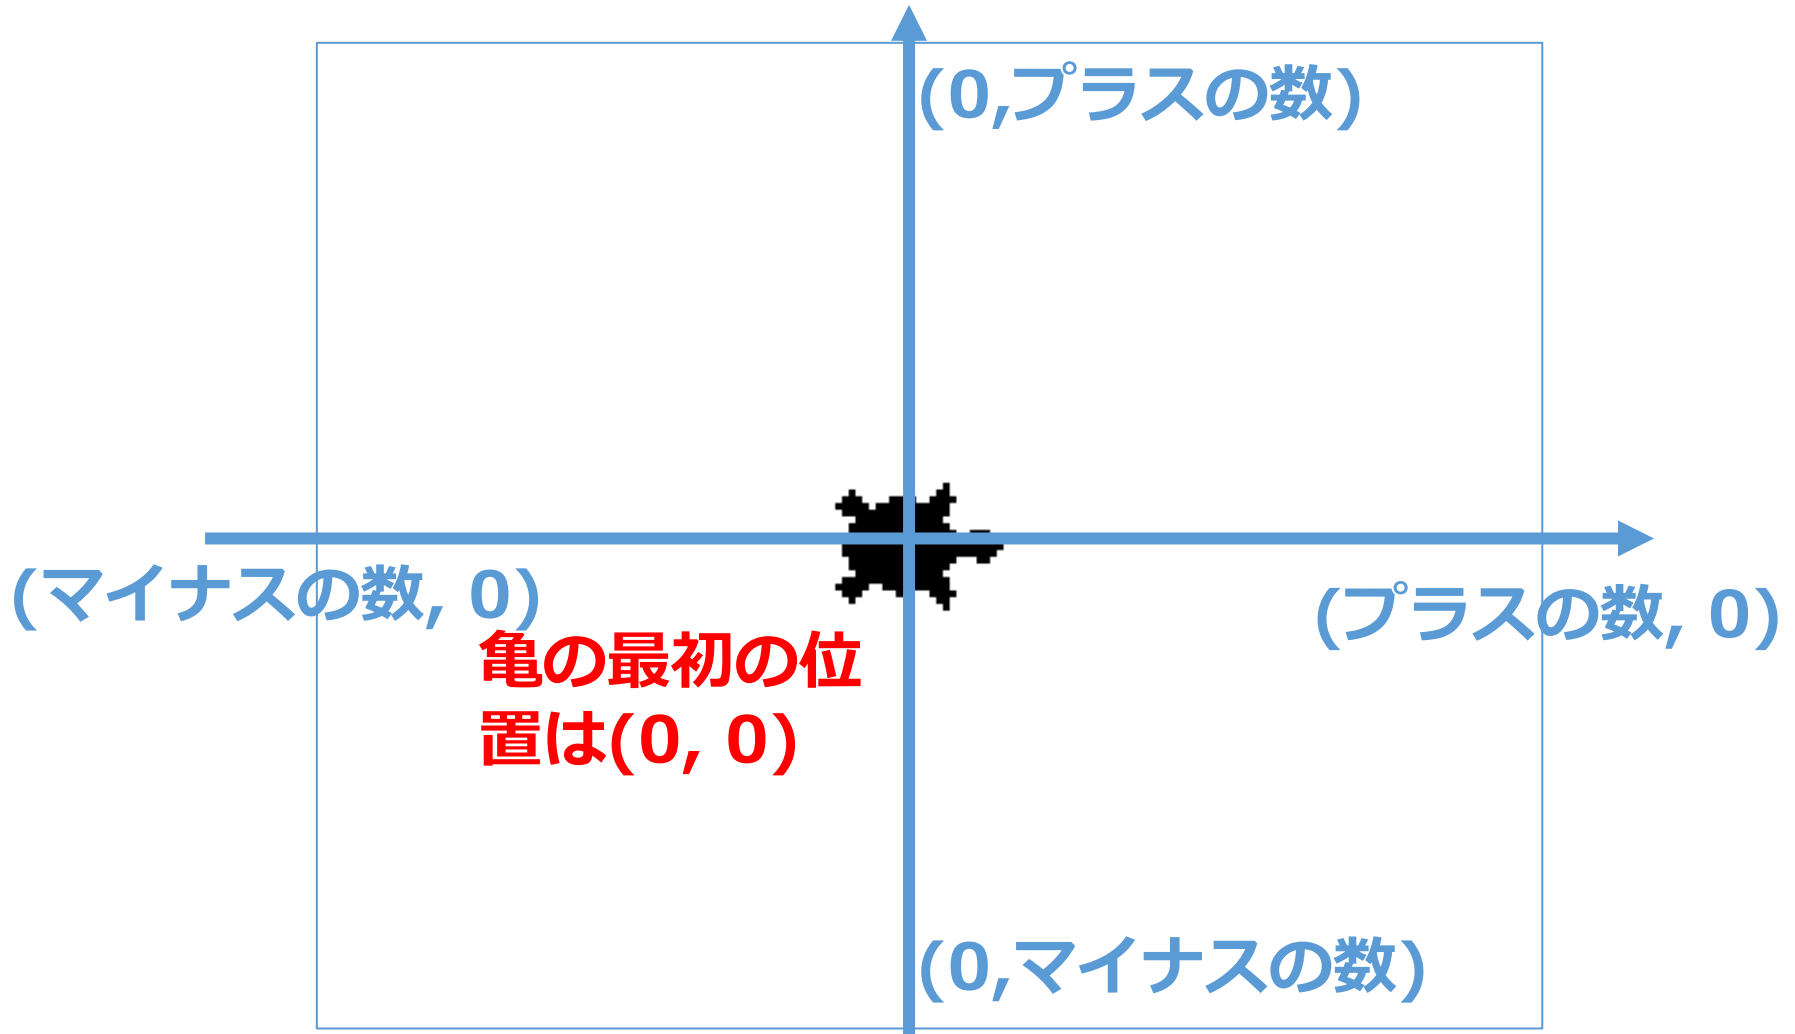 (0,プラスの数)
(マイナスの数, 0)
(プラスの数, 0)
亀の最初の位
置は(0, 0)
(0,マイナスの数)